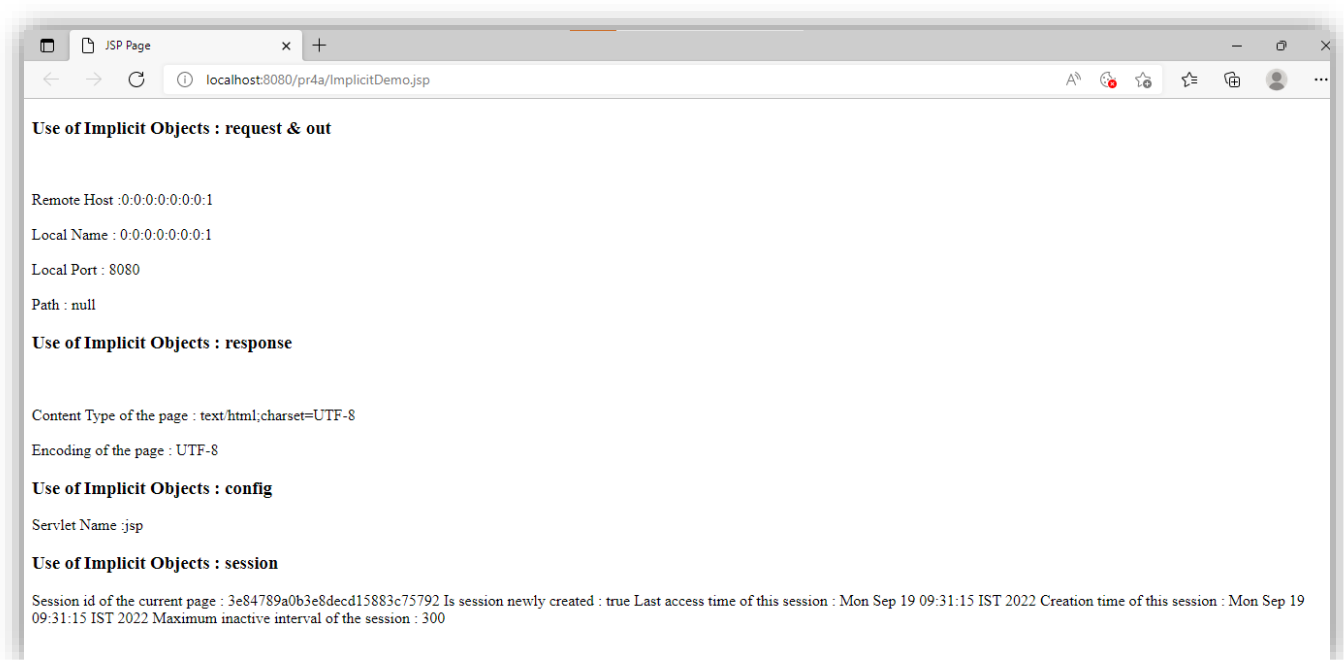 JSP Page
localhost:8080/pr4a/ImplicitDemo.jsp
Use of Implicit Objects : request & out
Remote Host :0:0:0:0:0:0:0:1
Local Name : 0:0:0:0:0:0:0:1
Local Port : 8080
Path : null
Use of Implicit Objects : response
Content Type of the page : text/html;charset=UTF-8
Encoding of the page : UTF-8
Use of Implicit Objects : config
Servlet Name :jsp
Use of Implicit Objects : session
Session id of the current page : 3e84789a0b3e8decd15883c75792 Is session newly created : true Last access time of this session : Mon Sep 19 09:31:15 IST 2022 Creation time of this session : Mon Sep 19
09:31:15 IST 2022 Maximum inactive interval of the session : 300